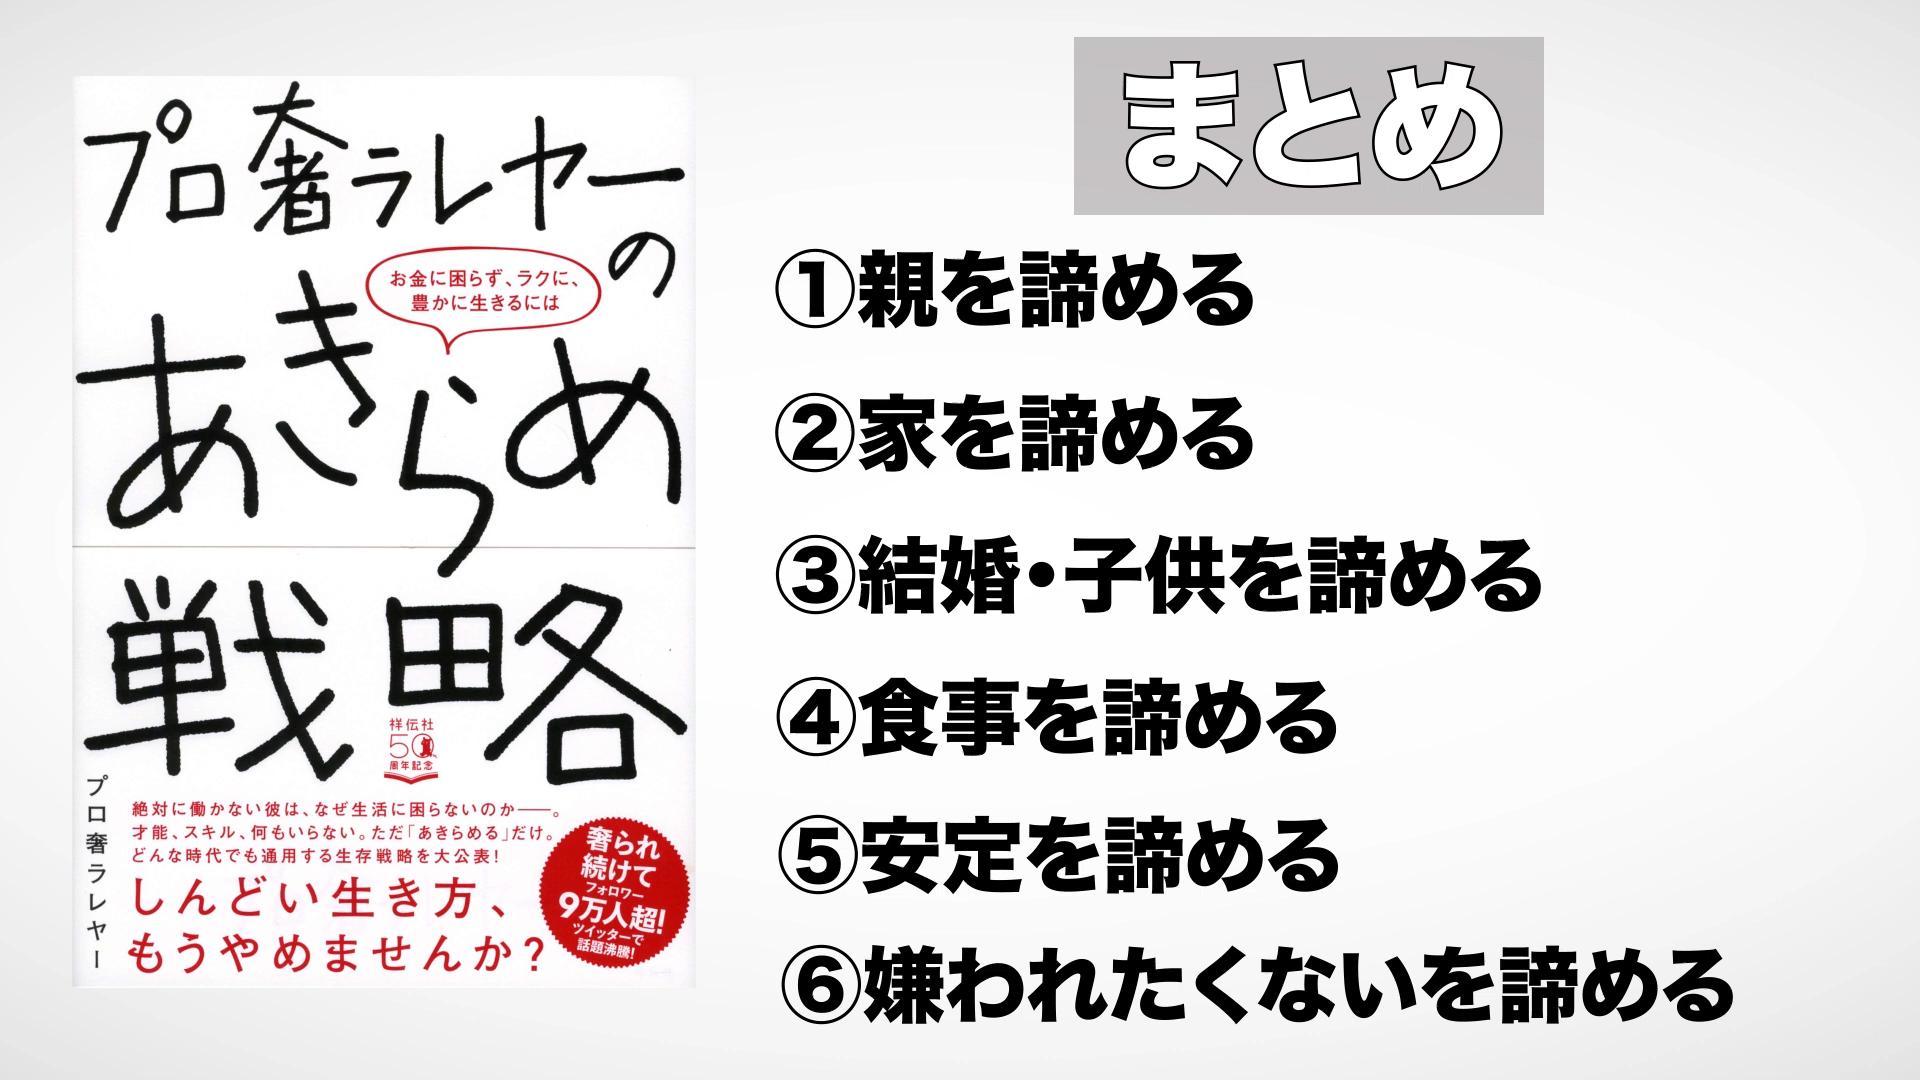 プロ奢ラレヤーの
お金に困らず、ラクに、
豊かに生きるには
あきらめ
戦略
祥伝社
50
周年記念
プロ奢ラレヤー
絶対に働かない彼は、なぜ生活に困らないのか——。
才能、スキル、何もいらない。ただ「あきらめる」だけ。
どんな時代でも通用する生存戦略を大公表!
しんどい生き方、
もうやめませんか?
奢られ
続けて
フォロワー
9万人超!
ツイッターで
話題沸騰!
まとめ
①親を諦める
②家を諦める
③結婚・子供を諦める
④食事を諦める
⑤安定を諦める
⑥嫌われたくないを諦める